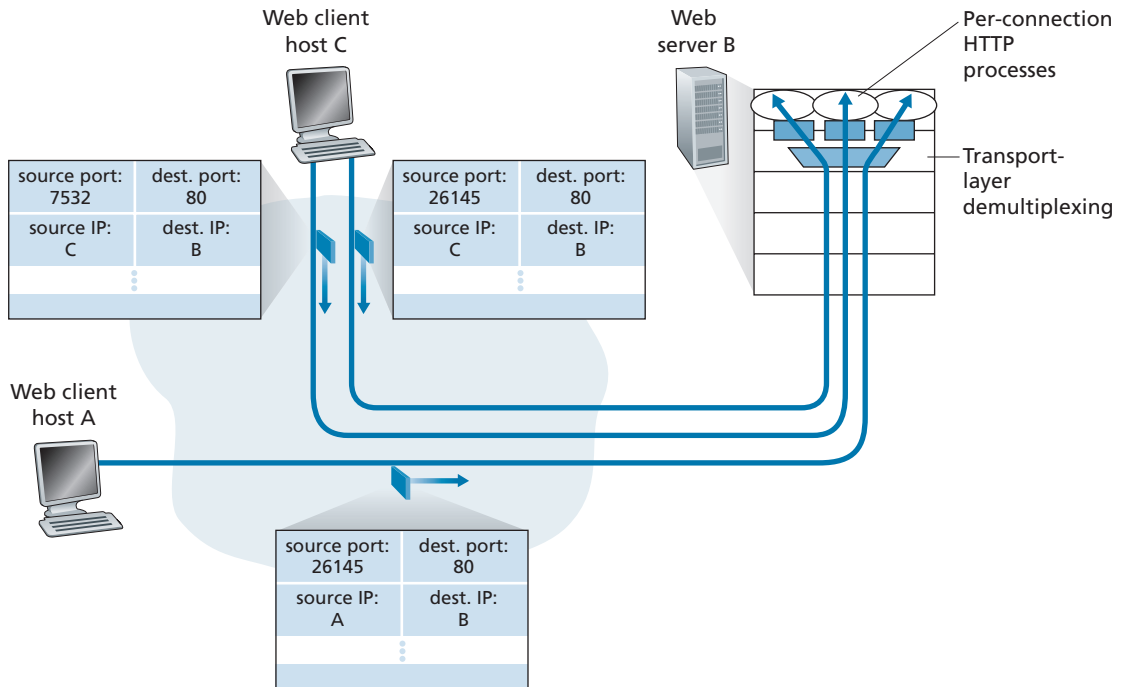 Web client
host C
Web
server B
Per-connection
HTTP
processes
Transport-
layer
demultiplexing
source port:
7532
dest. port:
80
source IP:
C
dest. IP:
B
source port:
26145
dest. port:
80
source IP:
C
dest. IP:
B
Web client
host A
source port:
26145
dest. port:
80
source IP:
A
dest. IP:
B